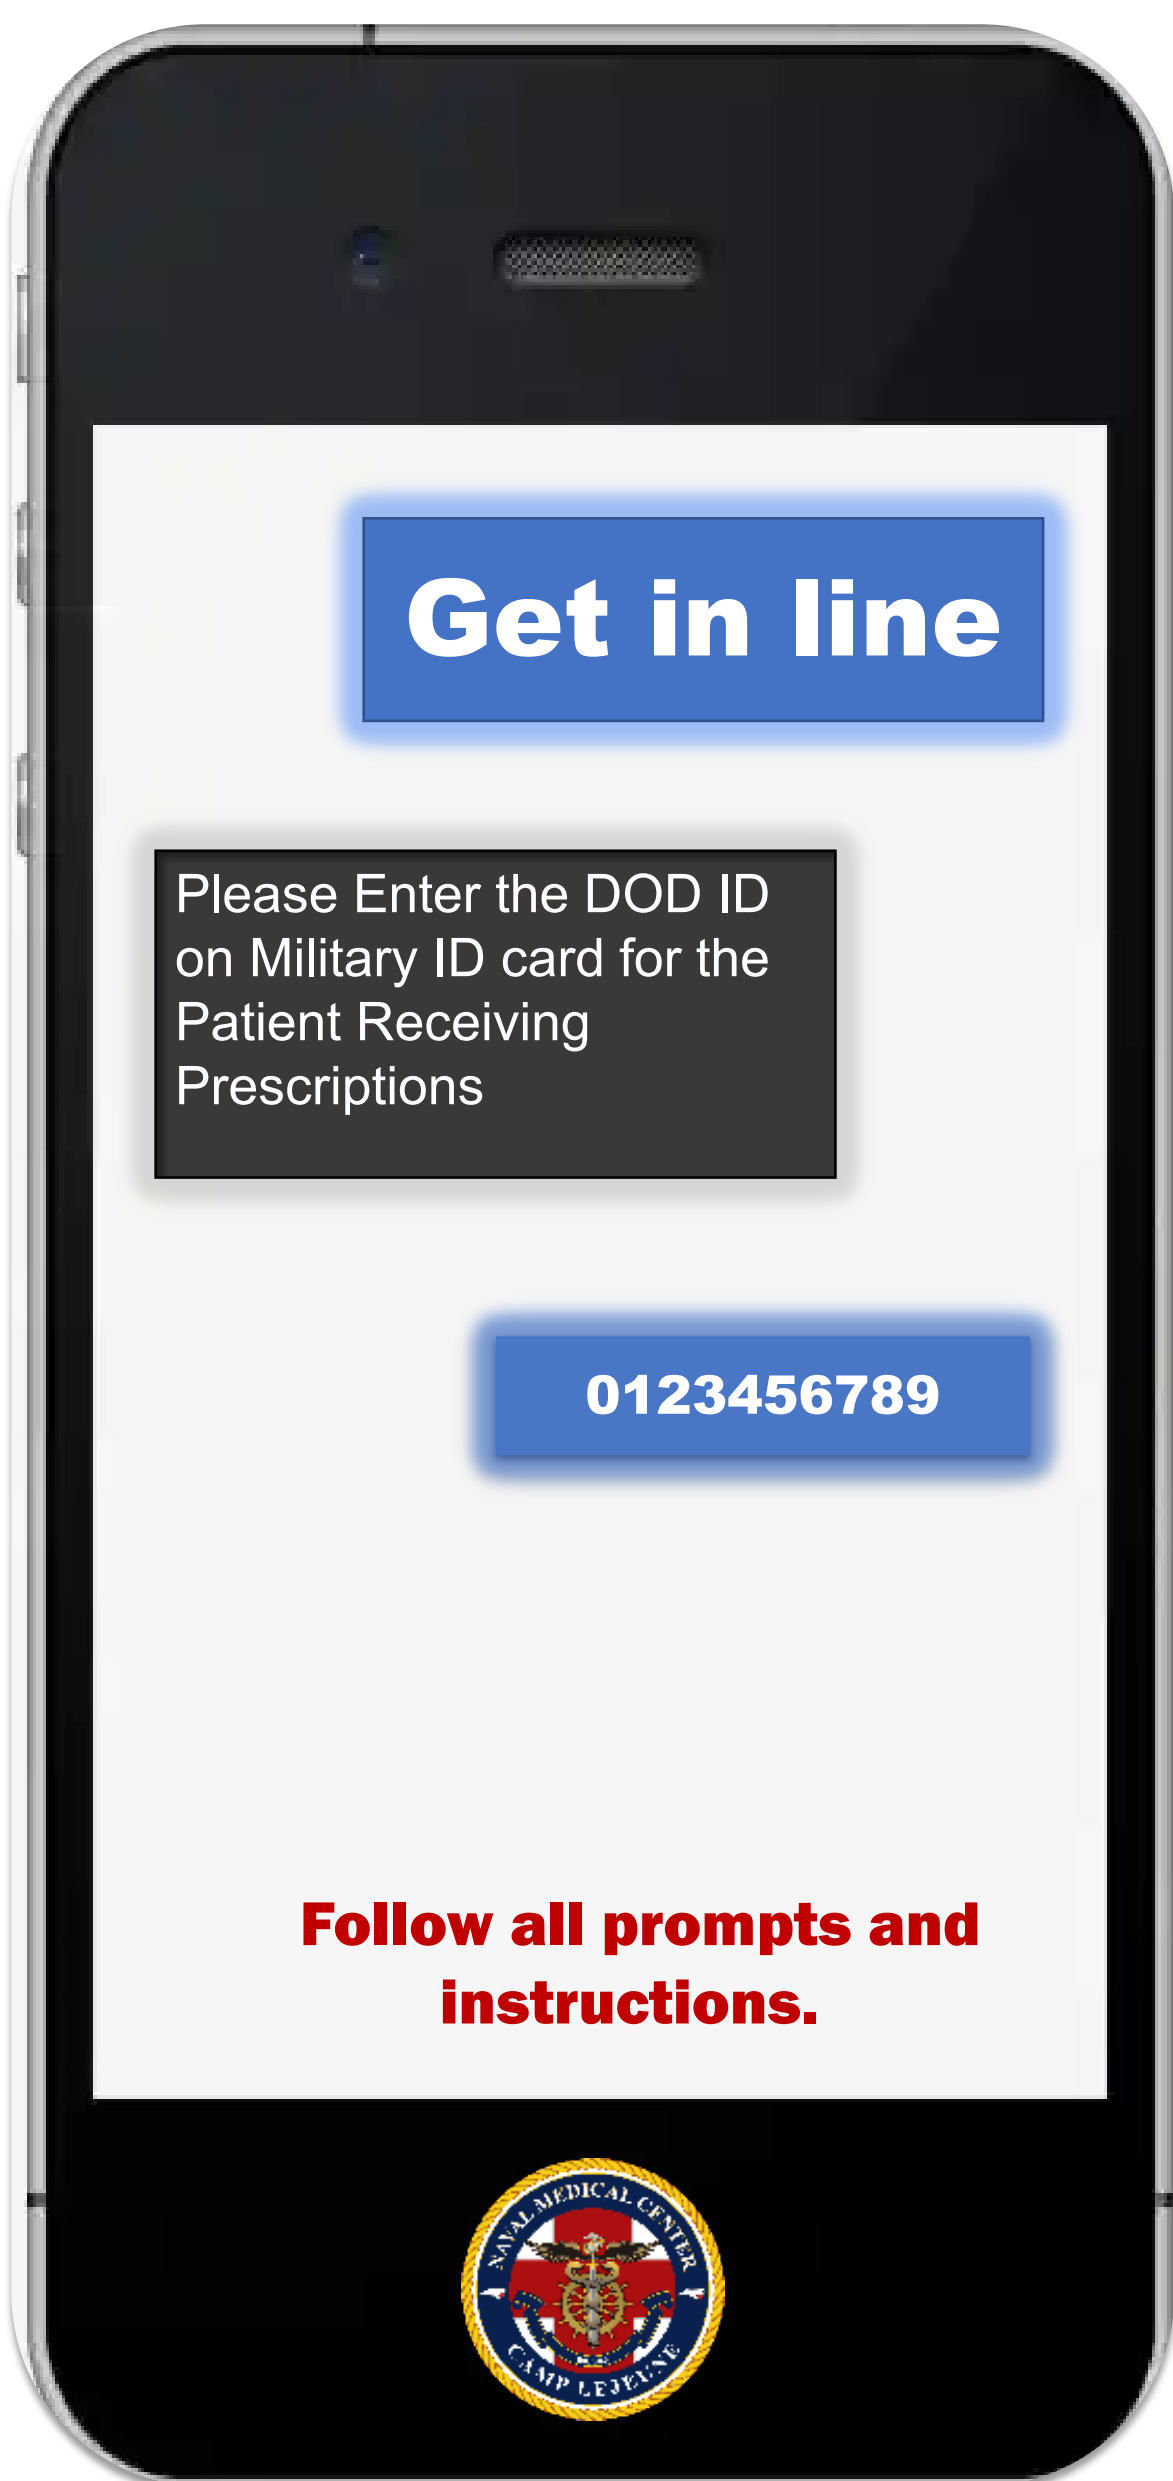 Get in line
Please Enter the DOD ID
on Military ID card for the
Patient Receiving
Prescriptions
0123456789
Follow all prompts and
instructions.
NAVAL MEDICAL CENTER
CAMP LEJEUNE